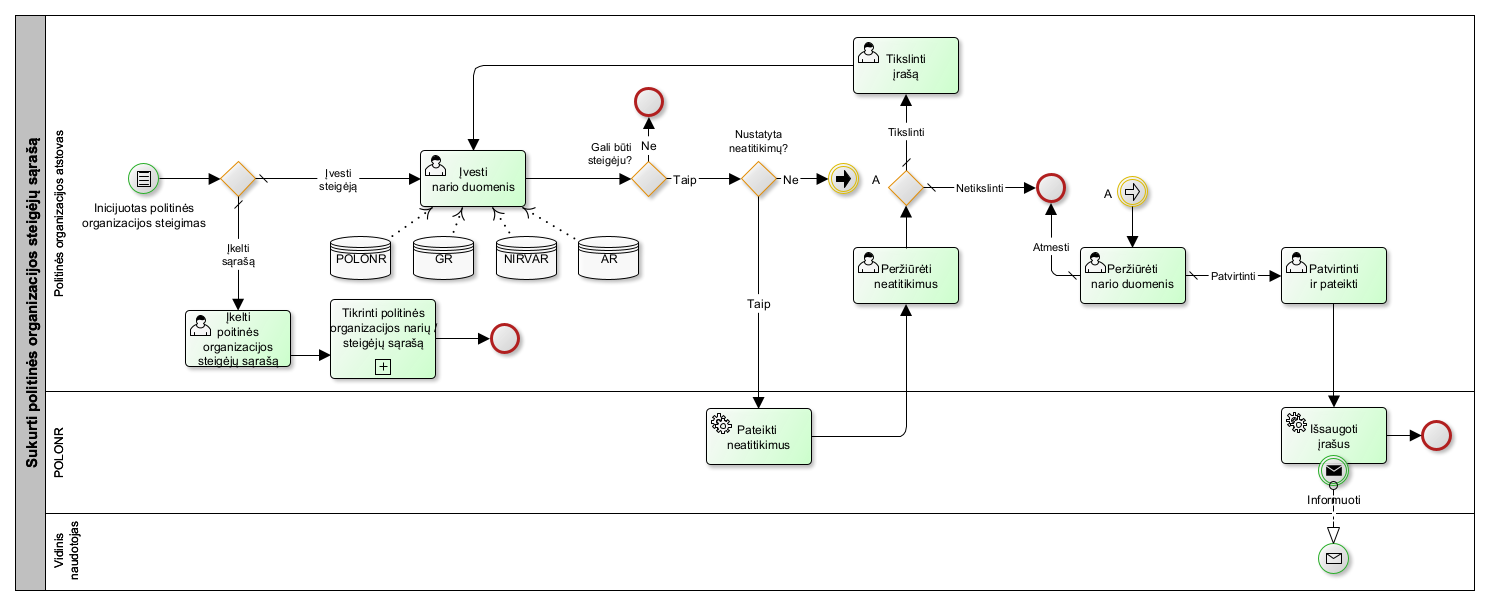 Sukurti politinės organizacijos steigėjų sąrašą
Politinės organizacijos atstovas
Inicijuotas politinės
organizacijos steigimas
Įvesti
steigėją
Įkelti
sąrašą
Įkelti
poitinės
organizacijos
steigėjų sąrašą
Tikrinti politinės
organizacijos narių /
steigėjų sąrašą
Įvesti
nario duomenis
POLONR
GR
NIRVAR
AR
Gali būti
steigėju?
Ne
Taip
Nustatyta
neatitikimų?
Ne
Taip
Tikslinti
įrašą
Tikslinti
A
Netikslinti
Peržiūrėti
neatitikimus
A
Atmesti
Peržiūrėti
nario duomenis
Patvirtinti
Patvirtinti
ir pateikti
POLONR
Pateikti
neatitikimus
Išsaugoti
įrašus
Informuoti
Vidinis
naudotojas